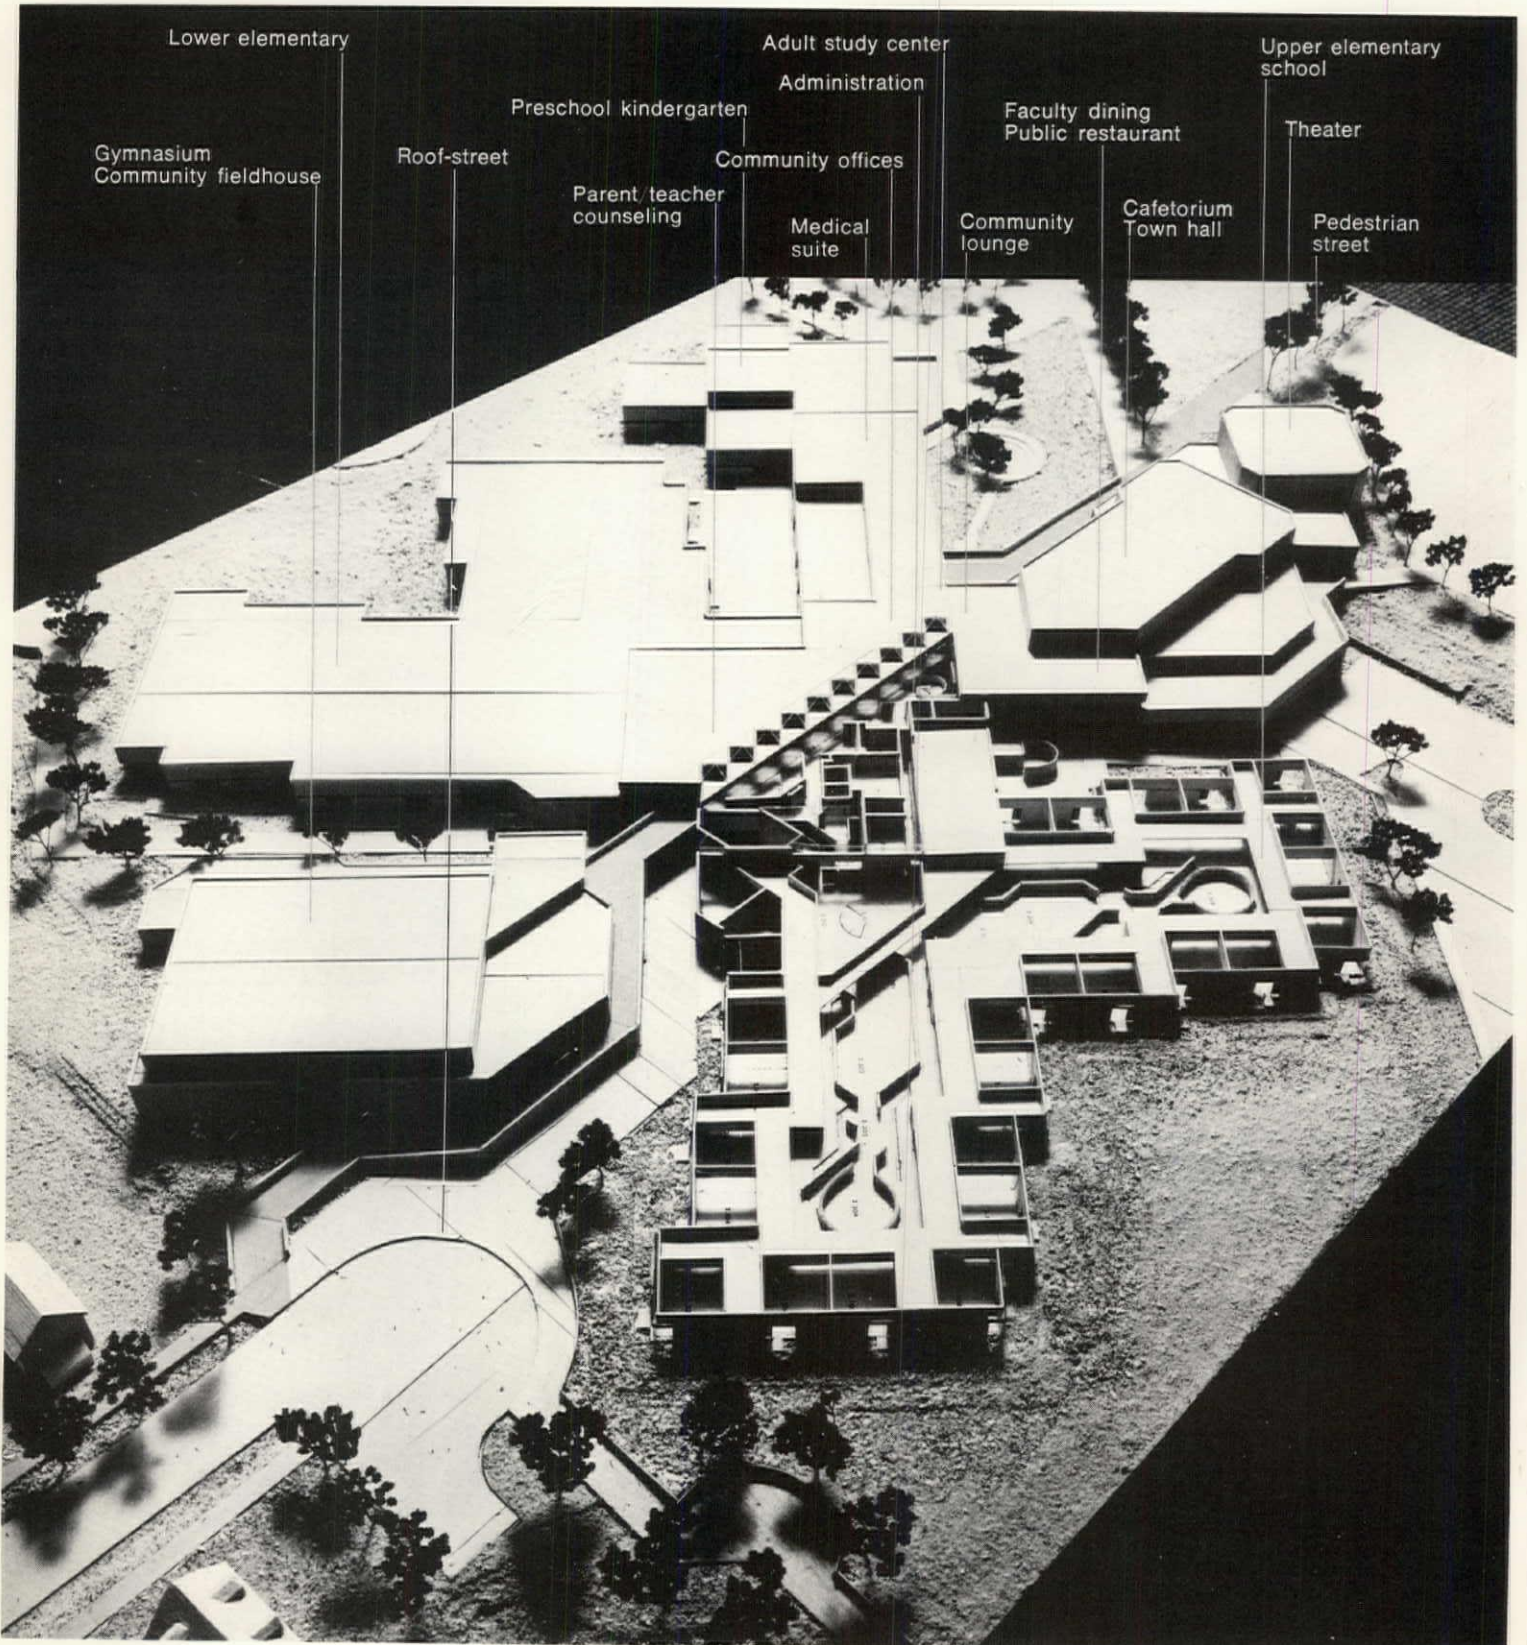 Lower elementary
Adult study center
Upper elementary
school
Administration
Preschool kindergarten
Faculty dining
Public restaurant
Theater
Gymnasium
Community fieldhouse
Roof-street
Community offices
Parent/teacher
counseling
Medical
suite
Community
lounge
Cafetorium
Town hall
Pedestrian
street